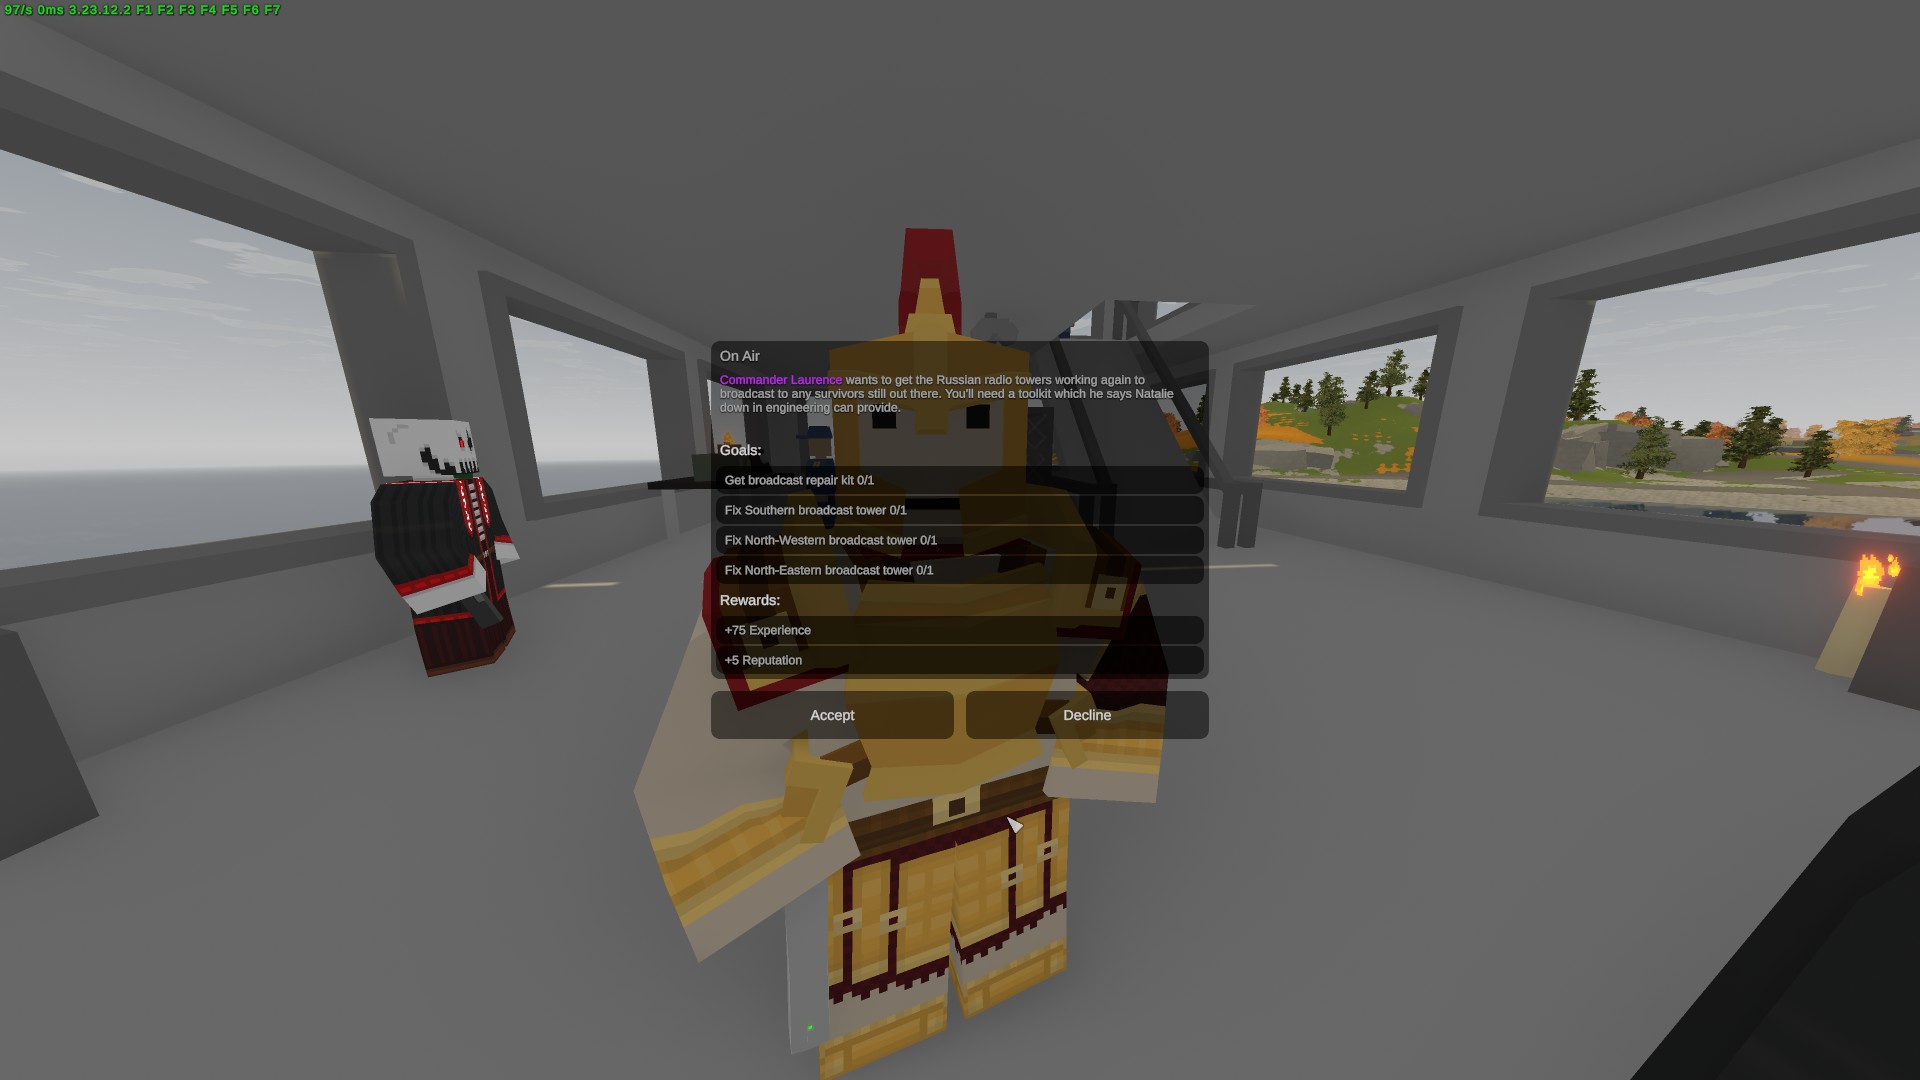 97/s 0ms 3.23.12.2 F1 F2 F3 F4 F5 F6 F7
On Air
Commander Laurence wants to get the Russian radio towers working again to
broadcast to any survivors still out there. You'll need a toolkit which he says Natalie
down in engineering can provide.
Goals:
Get broadcast repair kit 0/1
Fix Southern broadcast tower 0/1
Fix North-Western broadcast tower 0/1
Fix North-Eastern broadcast tower 0/1
Rewards:
+75 Experience
+5 Reputation
Accept
Decline